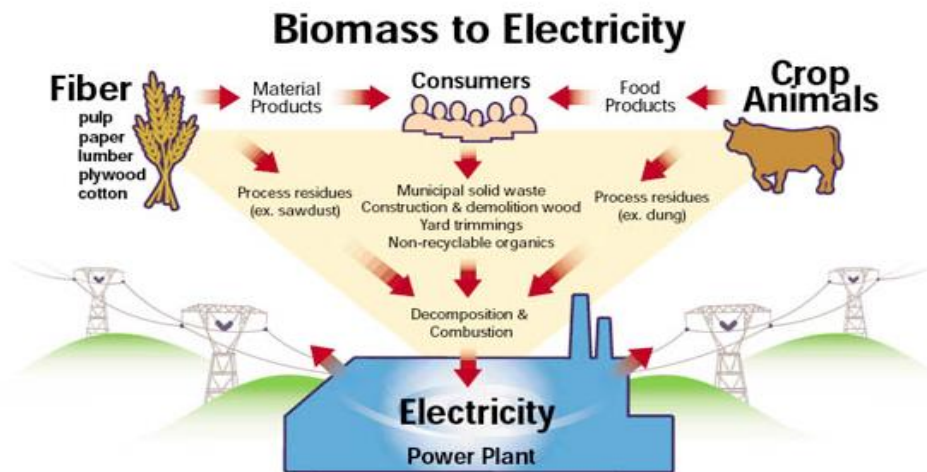 Biomass to Electricity
Fiber
pulp
paper
lumber
plywood
cotton
Material
Products
Consumers
Food
Products
Crop
Animals
Process residues
(ex. sawdust)
Municipal solid waste
Construction & demolition wood
Yard trimmings
Non-recyclable organics
Process residues
(ex. dung)
Decomposition &
Combustion
Electricity
Power Plant